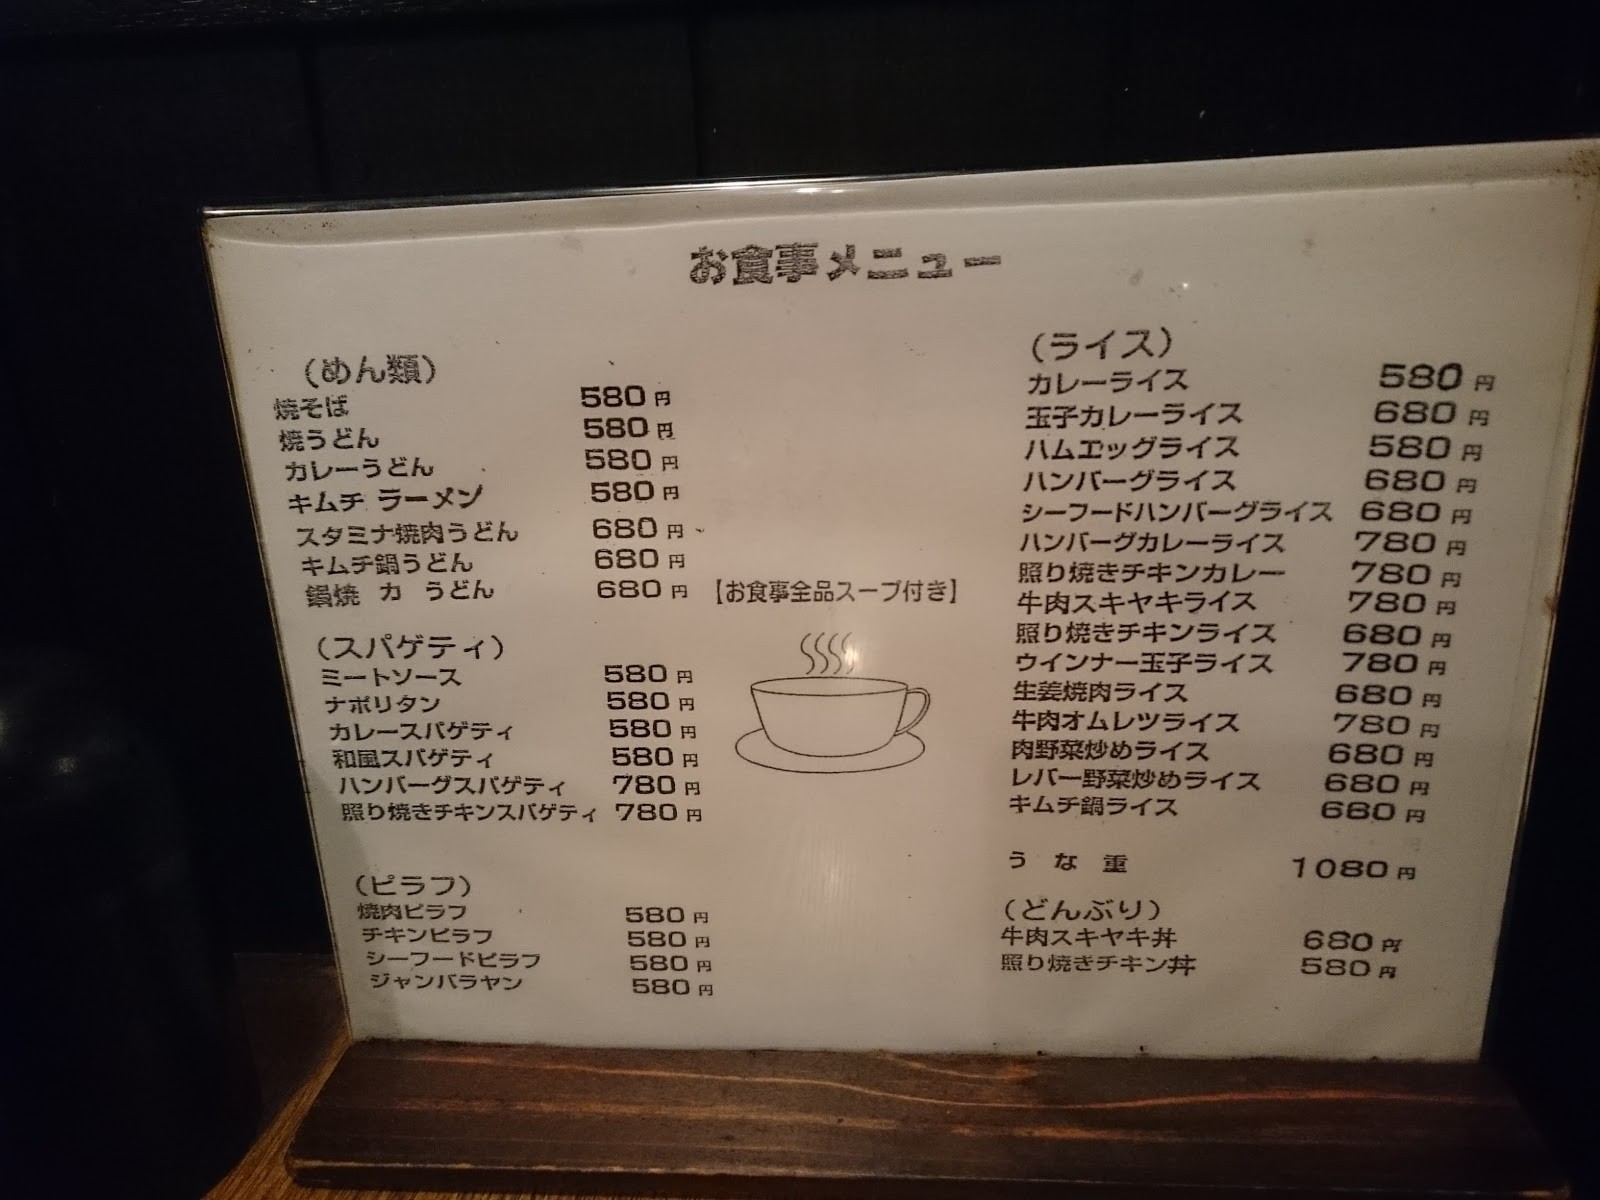 お食事メニュー
(めん類)
焼そば 580円
焼うどん 580円
カレーうどん 580円
キムチ ラーメン 580円
スタミナ焼肉うどん 680円
キムチ鍋うどん 680円
鍋焼 カ うどん 680円
(スパゲティ)
ミートソース 580円
ナポリタン 580円
カレースパゲティ 580円
和風スパゲティ 580円
ハンバーグスパゲティ 780円
照り焼きチキンスパゲティ 780円
(ピラフ)
焼肉ピラフ 580円
チキンピラフ 580円
シーフードピラフ 580円
ジャンバラヤン 580円
【お食事全品スープ付き】
(ライス)
カレーライス 580円
玉子カレーライス 680円
ハムエッグライス 580円
ハンバーグライス 680円
シーフードハンバーグライス 680円
ハンバーグカレーライス 780円
照り焼きチキンカレー 780円
牛肉スキヤキライス 780円
照り焼きチキンライス 680円
ウインナー玉子ライス 780円
生姜焼肉ライス 680円
牛肉オムレツライス 780円
肉野菜炒めライス 680円
レバー野菜炒めライス 680円
キムチ鍋ライス 680円
う な 重 1080円
(どんぶり)
牛肉スキヤキ丼 680円
照り焼きチキン丼 580円